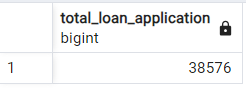 total_loan_application
bigint
1 38576